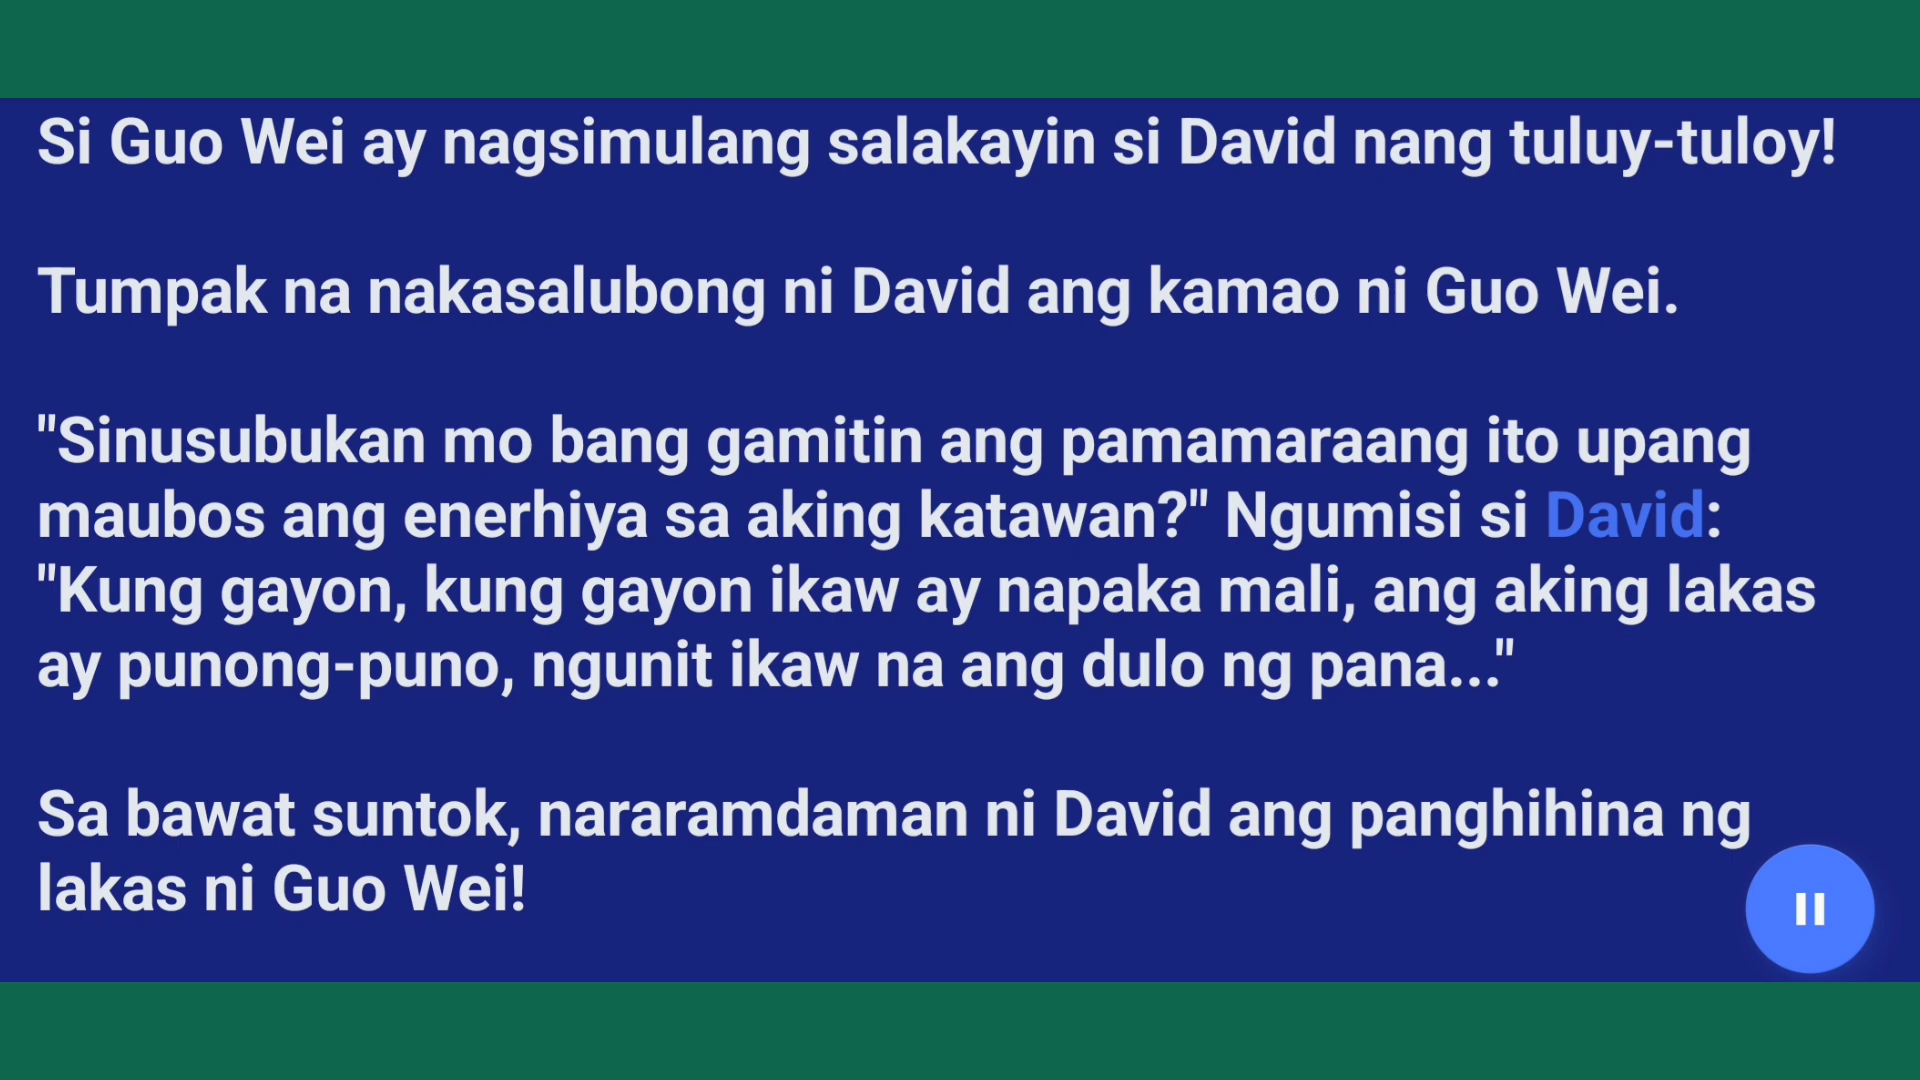 Si Guo Wei ay nagsimulang salakayin si David nang tuluy-tuloy!
Tumpak na nakasalubong ni David ang kamao ni Guo Wei.
"Sinusubukan mo bang gamitin ang pamamaraang ito upang
maubos ang enerhiya sa aking katawan?" Ngumisi si David:
"Kung gayon, kung gayon ikaw ay napaka mali, ang aking lakas
ay punong-puno, ngunit ikaw na ang dulo ng pana..."
Sa bawat suntok, nararamdaman ni David ang panghihina ng
lakas ni Guo Wei!